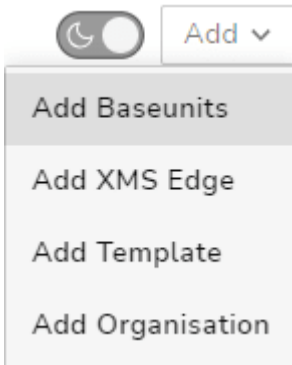 Add
Add Baseunits
Add XMS Edge
Add Template
Add Organisation